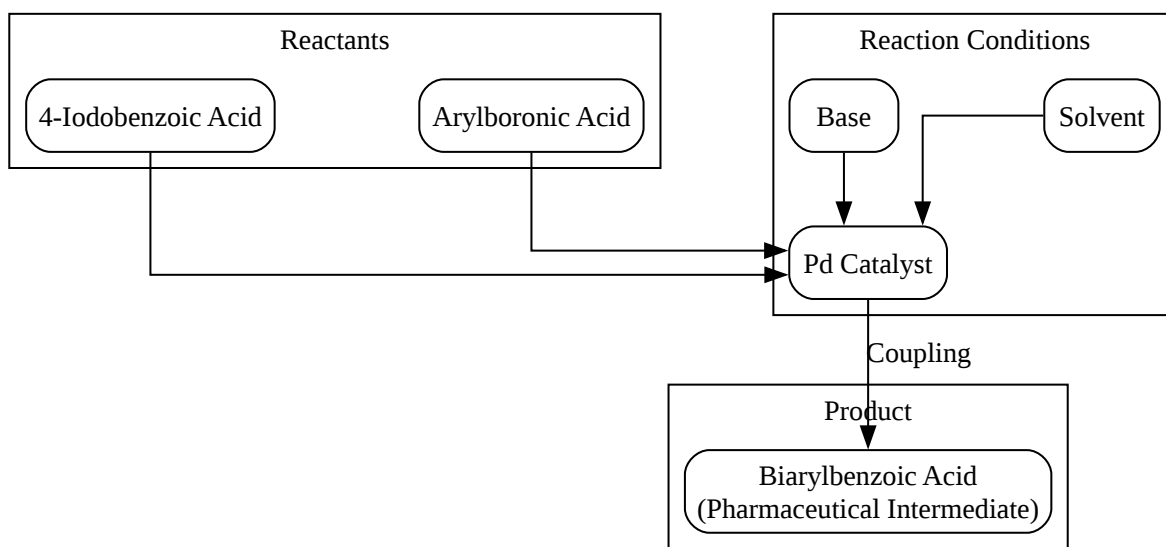 Reactants
Reaction Conditions
4-Iodobenzoic Acid
Arylboronic Acid
Base
Solvent
Pd Catalyst
Coupling
Product
Biarylbenzoic Acid
(Pharmaceutical Intermediate)